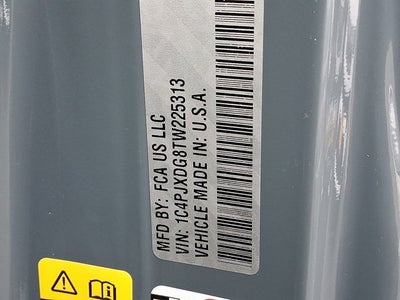 MFD BY: FCA US LLC
VIN: 1C4PJXDG8TW225313
VEHICLE MADE IN: U.S.A.